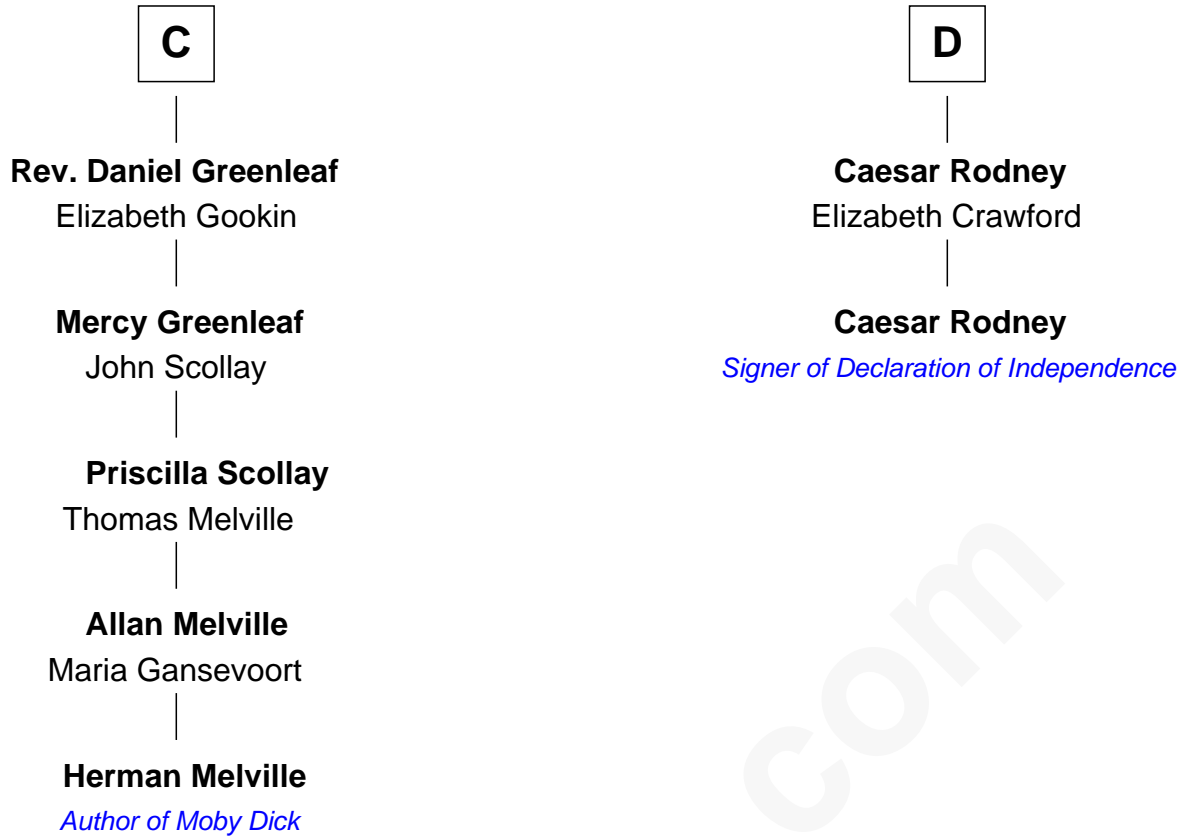 C
Rev. Daniel Greenleaf
Elizabeth Gookin
Mercy Greenleaf
John Scollay
Priscilla Scollay
Thomas Melville
Allan Melville
Maria Gansevoort
Herman Melville
Author of Moby Dick
D
Caesar Rodney
Elizabeth Crawford
Caesar Rodney
Signer of Declaration of Independence
com